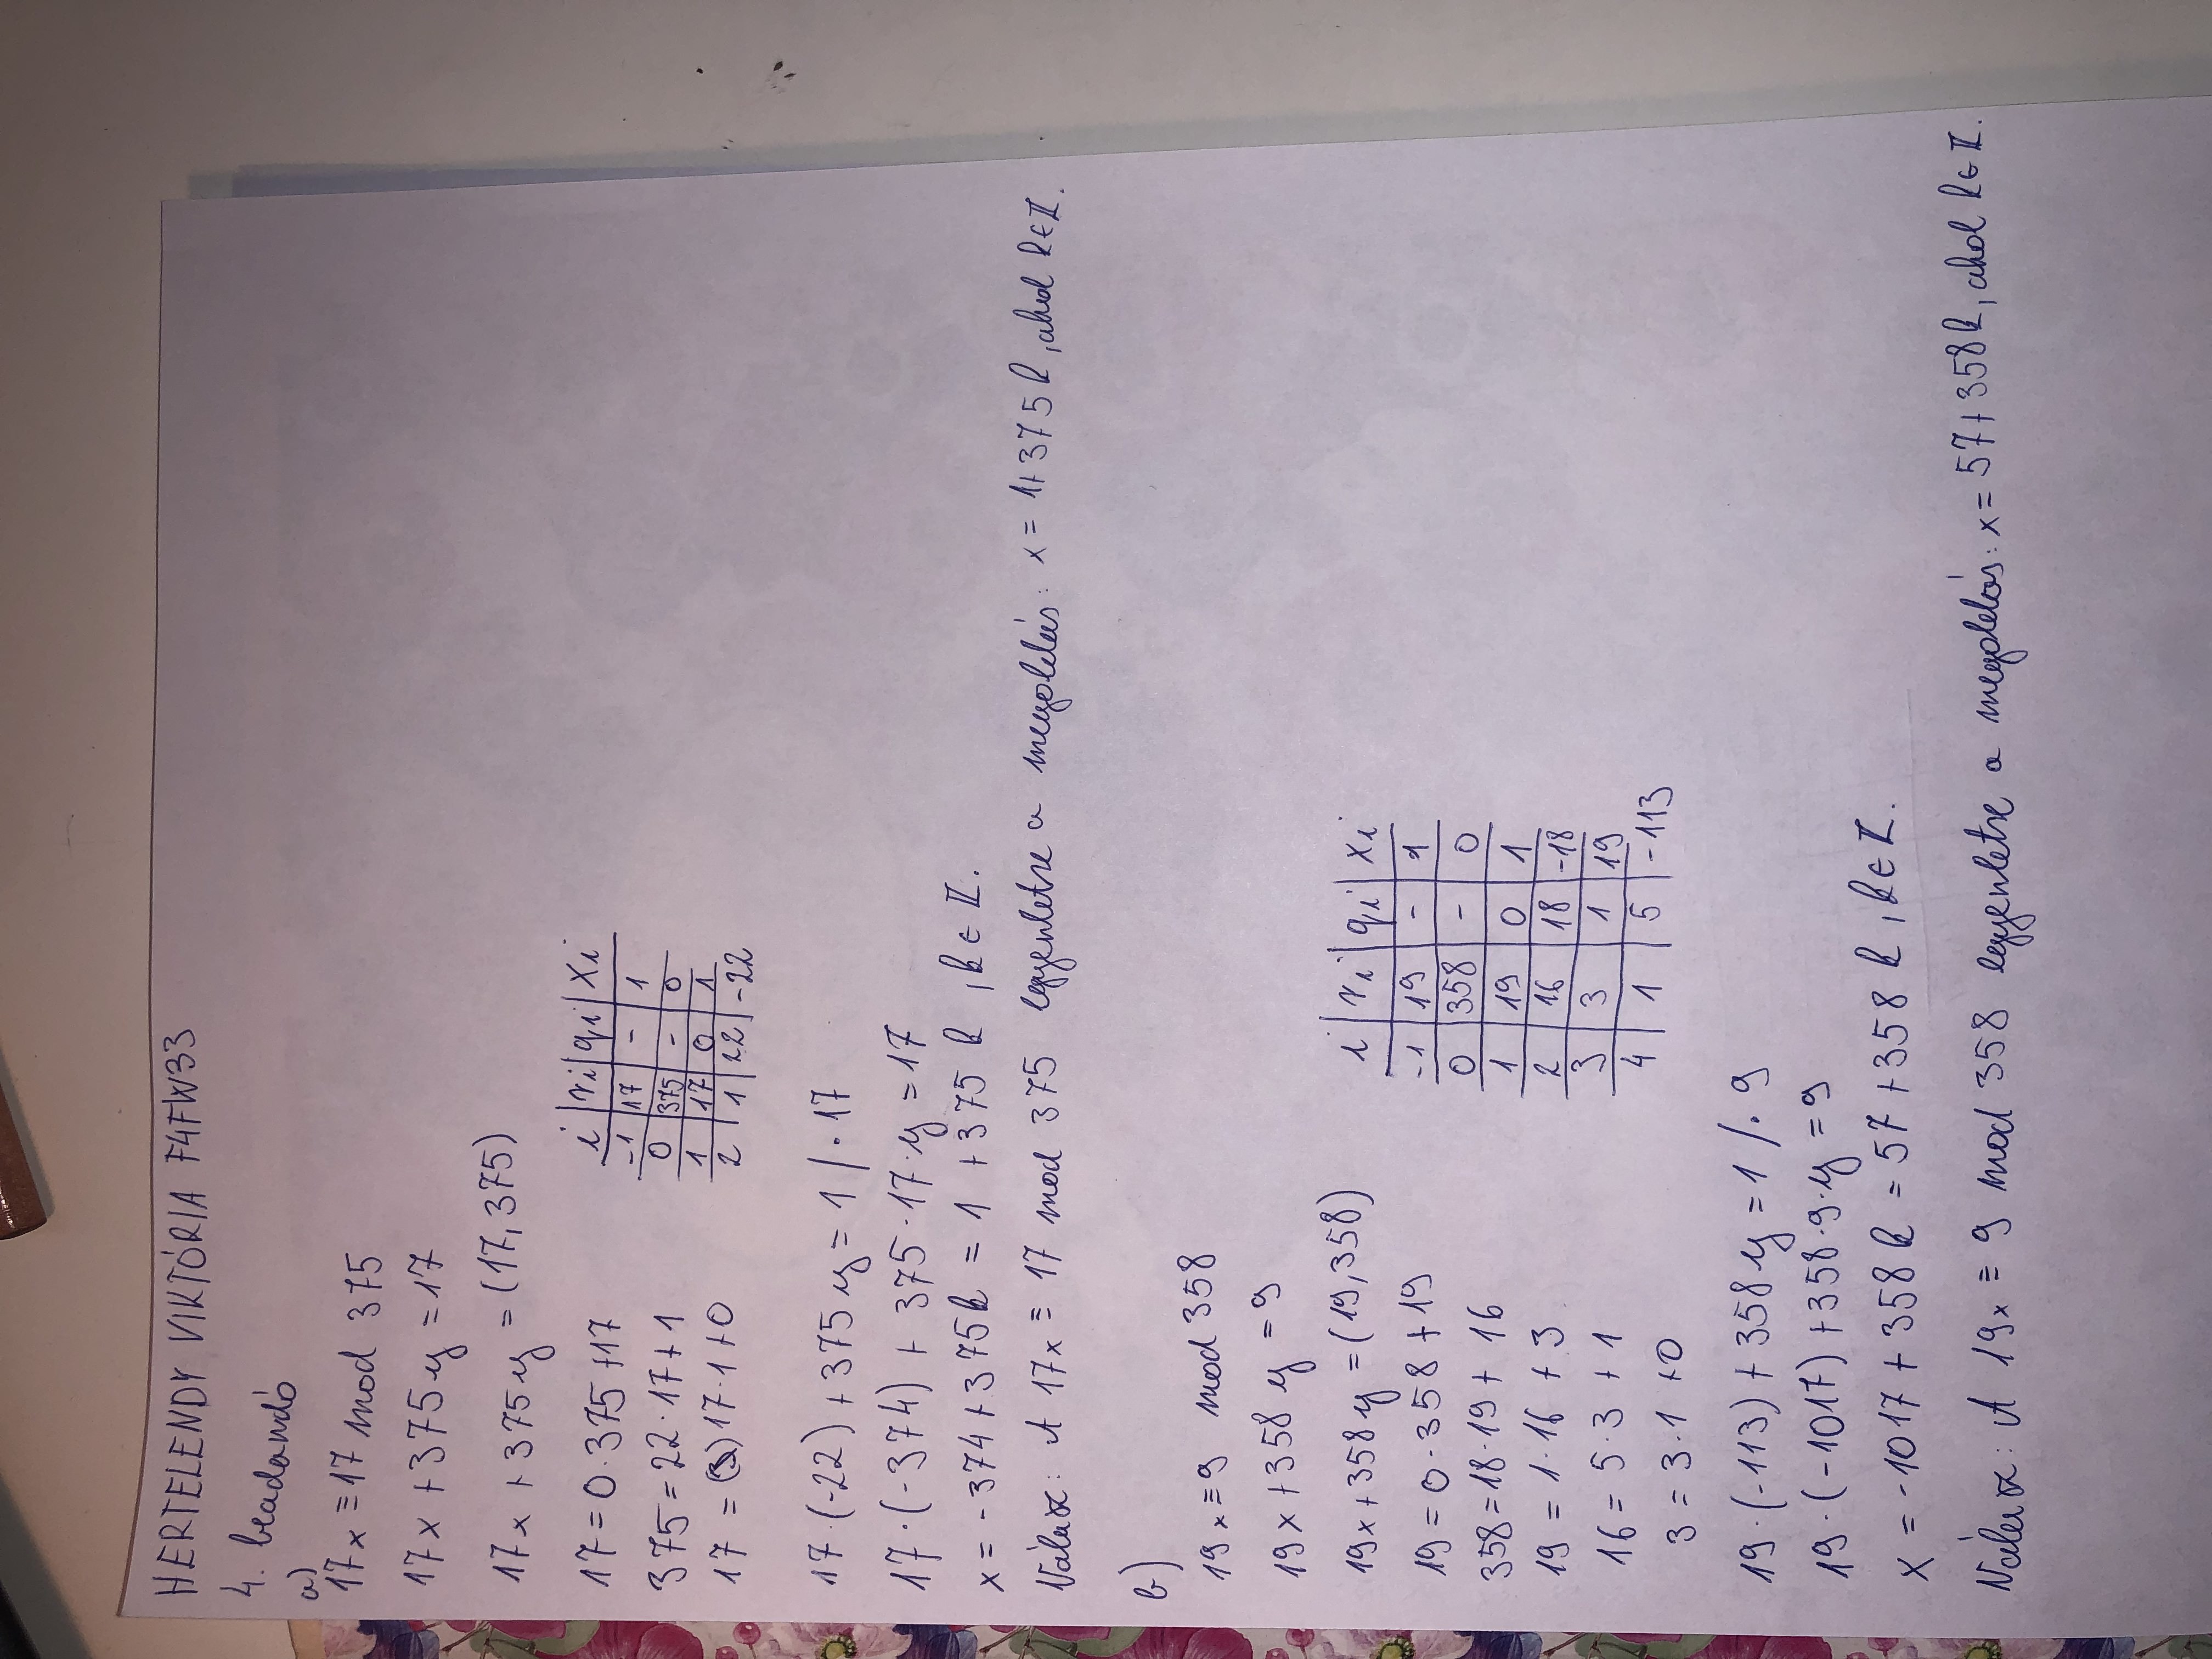 HERTELENDY VIKTÓRIA F4FW33
4. beadandó
a)
17x ≡ 17 mod 375
17x + 375y = 17
17x + 375y = (17, 375)
17 = 0·375 + 17
375 = 22·17 + 1
17 = 17·1 + 0
i | ri | qi | xi
-1 | 17 | - | 1
0 | 375 | - | 0
1 | 17 | 0 | 1
2 | 1 | 22 | -22
17·(-22) + 375y = 1 /·17
17·(-374) + 375·17·y = 17
x = -374 + 375k = 1 + 375k , k ∈ Z.
Válasz: A 17x ≡ 17 mod 375 egyenletre a megoldás: x = 1 + 375k, ahol k ∈ Z.
b)
19x ≡ 9 mod 358
19x + 358y = 9
19x + 358y = (19, 358)
19 = 0·358 + 19
358 = 18·19 + 16
19 = 1·16 + 3
16 = 5·3 + 1
3 = 3·1 + 0
i | ri | qi | xi
-1 | 19 | - | 1
0 | 358 | - | 0
1 | 19 | 0 | 1
2 | 16 | 18 | -18
3 | 3 | 1 | 19
4 | 1 | 5 | -113
19·(-113) + 358y = 1 /·9
19·(-1017) + 358·9·y = 9
x = -1017 + 358k = 57 + 358k , k ∈ Z.
Válasz: A 19x ≡ 9 mod 358 egyenletre a megoldás: x = 57 + 358k, ahol k ∈ Z.